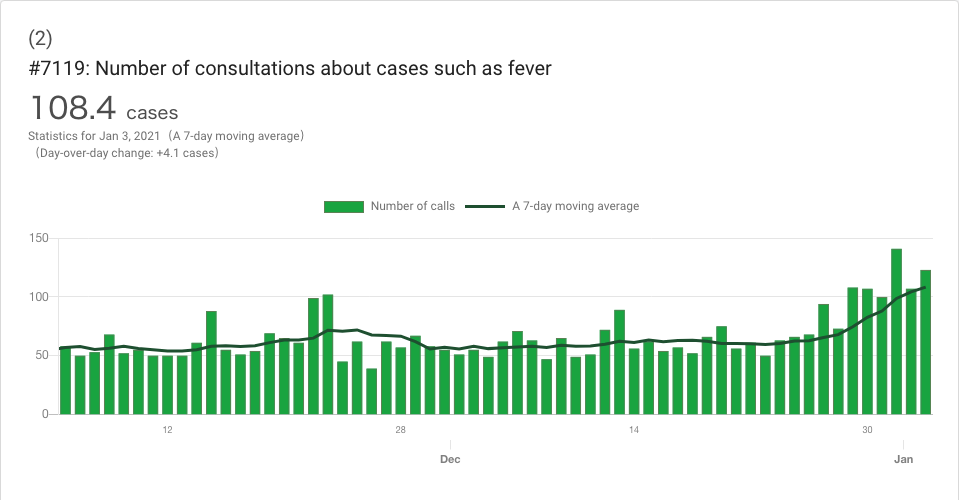 (2)
#7119: Number of consultations about cases such as fever
108.4 cases
Statistics for Jan 3, 2021 (A 7-day moving average)
(Day-over-day change: +4.1 cases)
Number of calls A 7-day moving average
150
100
50
0
12 28 14 30
Dec Jan